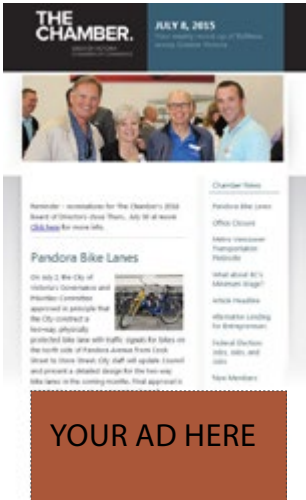 THE
CHAMBER.
GREATER VICTORIA
CHAMBER OF COMMERCE
JULY 8, 2015
Your weekly round up of Business
across Greater Victoria
Reminder - nominations for The Chamber's 2016
Board of Directors close Thurs, July 30 at noon!
Click here for more info.
Pandora Bike Lanes
On July 2, the City of
Victoria's Governance and
Priorities Committee
approved in principle that
the City construct a
two-way, physically
protected bike lane with traffic signals for bikes on
the north side of Pandora Avenue from Cook
Street to Store Street. City staff will update Council
and present a detailed design for the two-way
bike lanes in the coming months. Final approval is
Chamber News
Pandora Bike Lanes
Office Closure
Metro Vancouver
Transportation
Plebiscite
What about BC's
Minimum Wage?
Article Headline
Alternative Lending
for Entrepreneurs
Federal Election:
Jobs, Jobs, and
Jobs
New Members
YOUR AD HERE